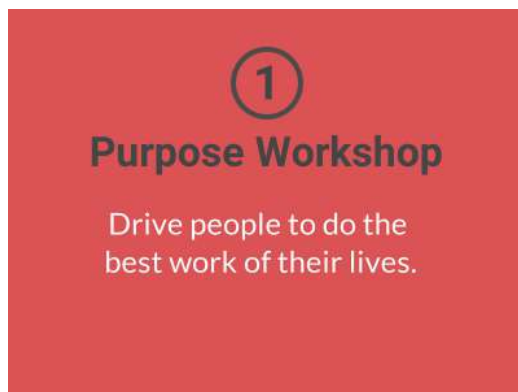 1
Purpose Workshop
Drive people to do the
best work of their lives.